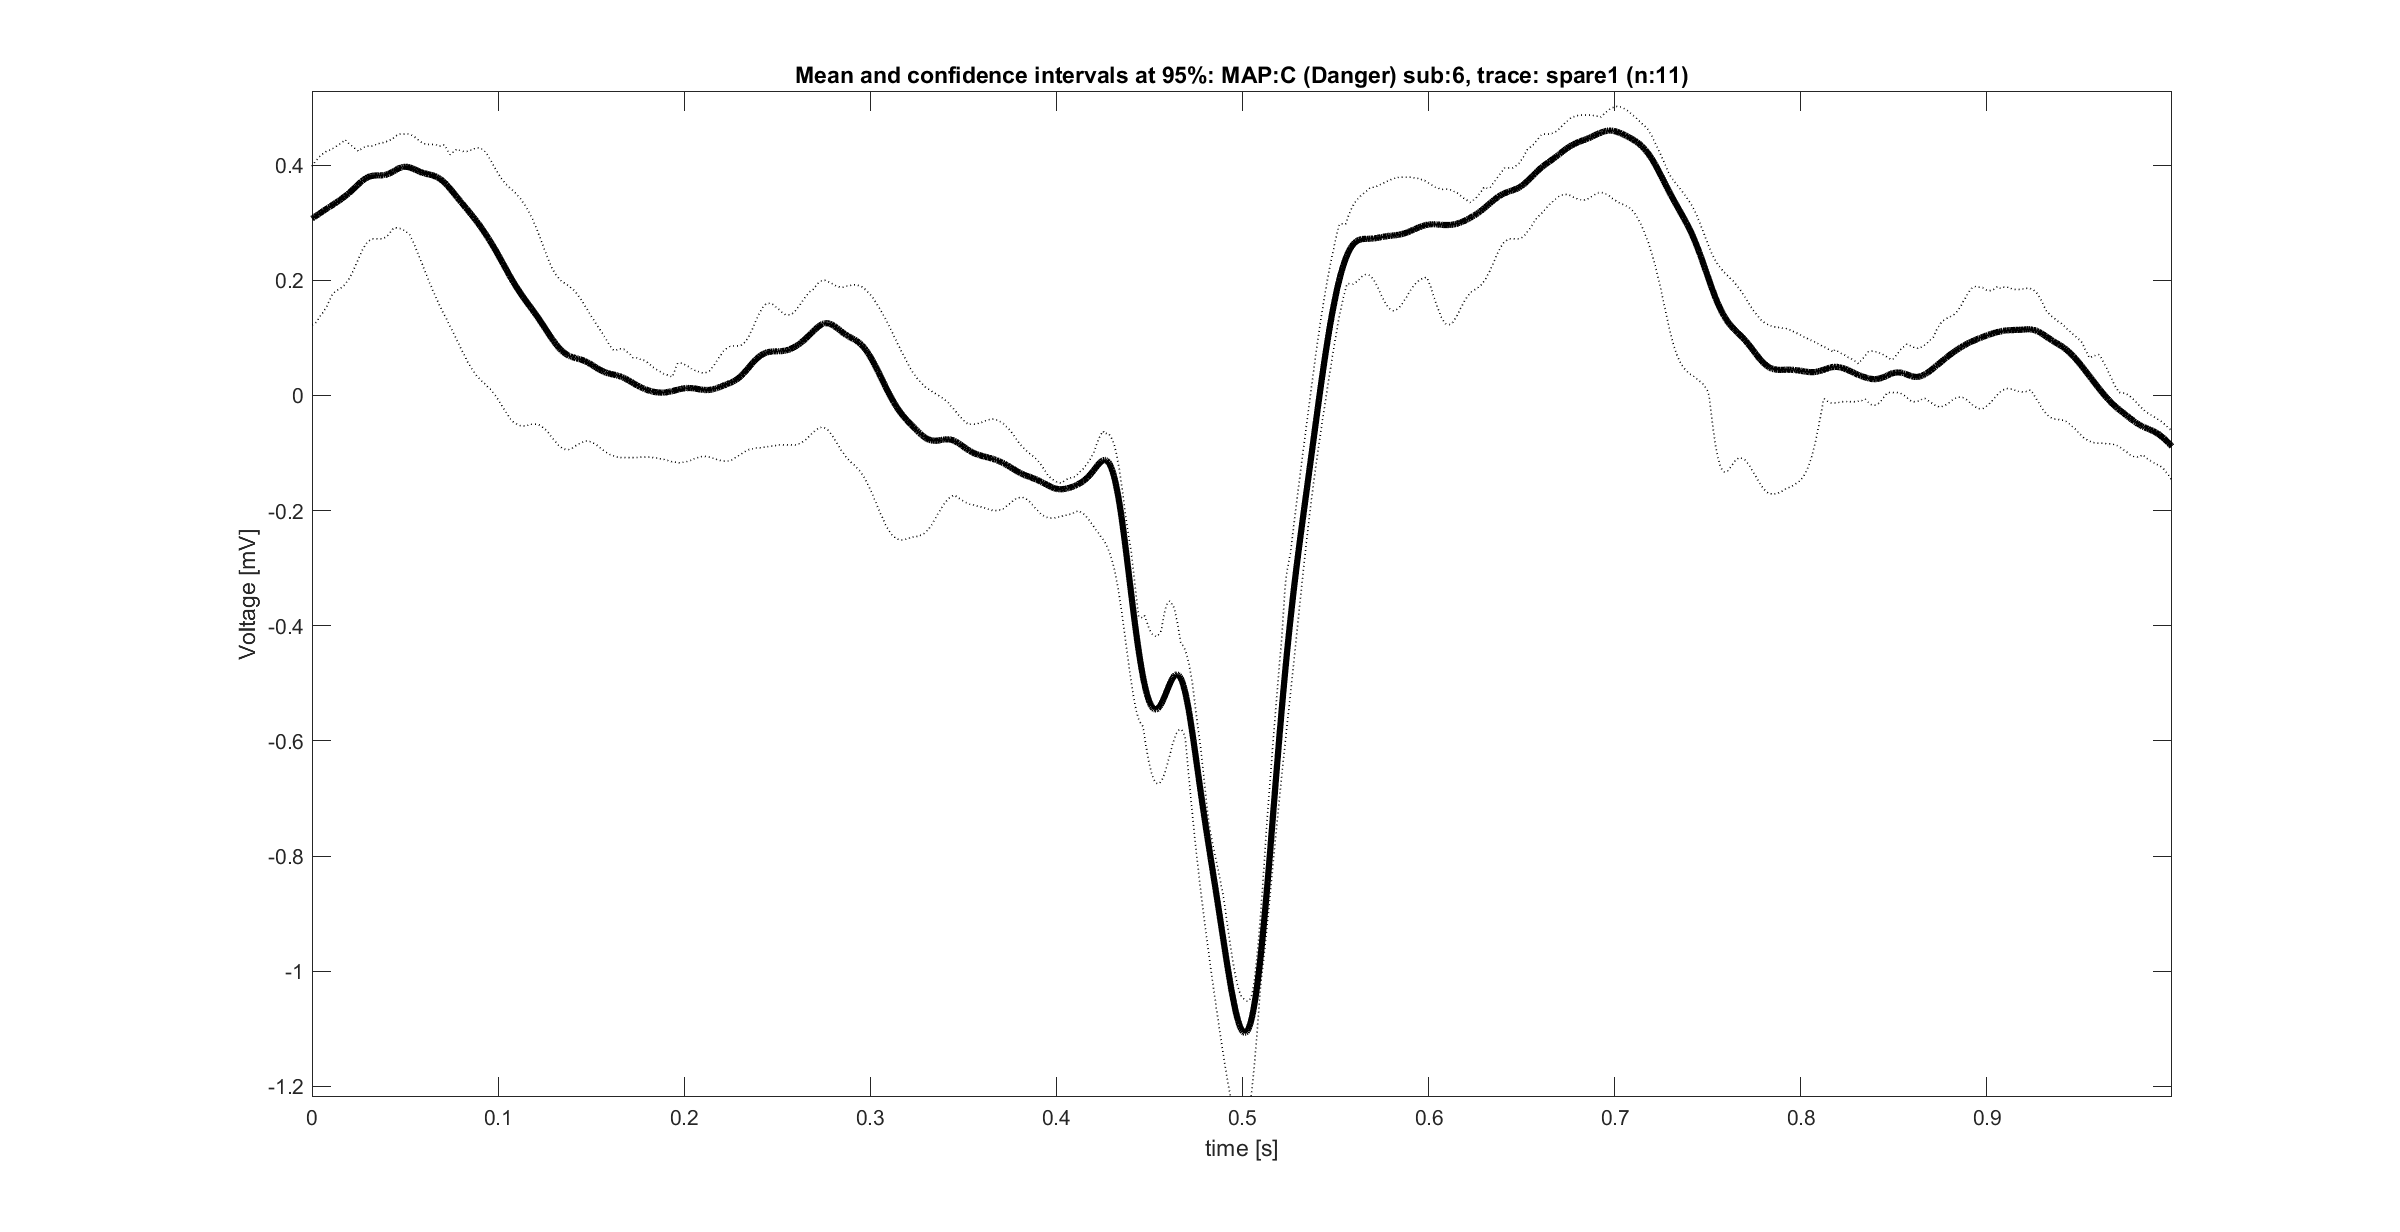 Mean and confidence intervals at 95%: MAP:C (Danger) sub:6, trace: spare1 (n:11)
0.4
0.2
0
-0.2
-0.4
-0.6
-0.8
-1
-1.2
Voltage [mV]
0 0.1 0.2 0.3 0.4 0.5 0.6 0.7 0.8 0.9
time [s]